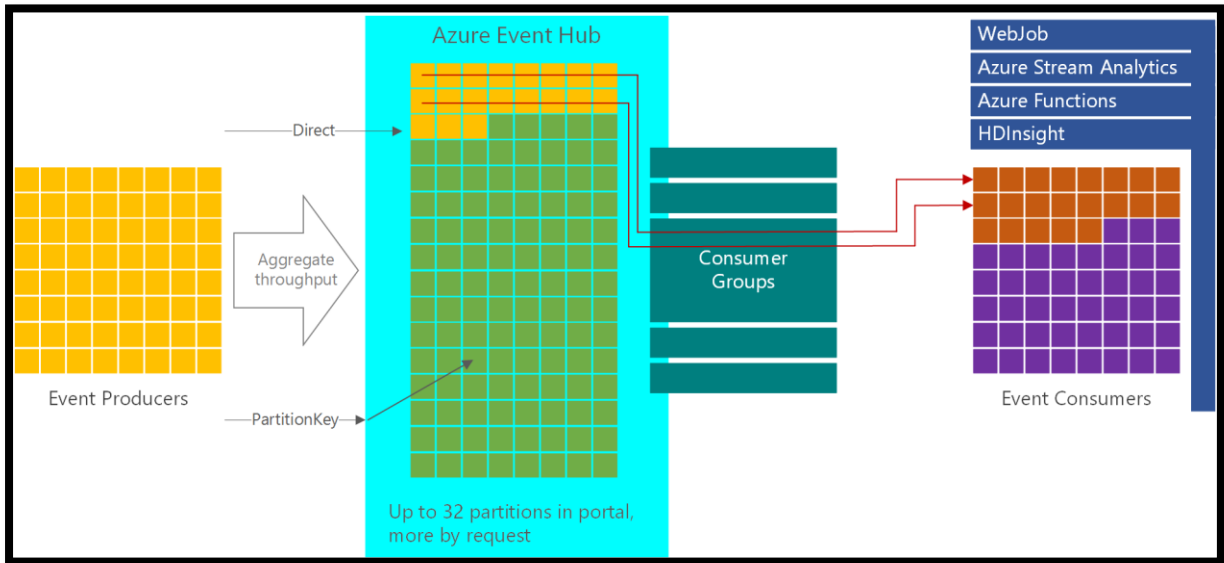 Azure Event Hub
WebJob
Azure Stream Analytics
Azure Functions
HDInsight
Direct
Aggregate
throughput
Consumer
Groups
Event Producers
PartitionKey
Event Consumers
Up to 32 partitions in portal,
more by request